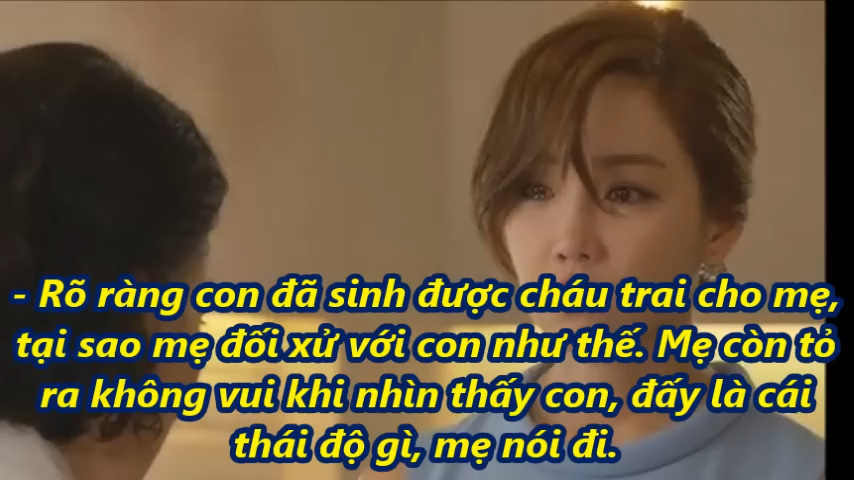 - Rõ ràng con đã sinh được cháu trai cho mẹ,
tại sao mẹ đối xử với con như thế. Mẹ còn tỏ
ra không vui khi nhìn thấy con, đấy là cái
thái độ gì, mẹ nói đi.